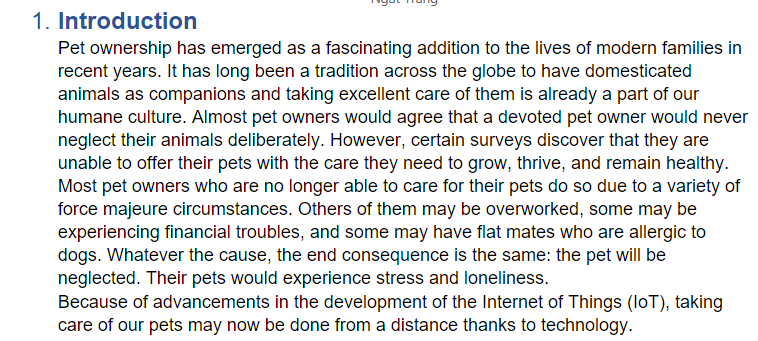 Ngat Trang
1. Introduction
Pet ownership has emerged as a fascinating addition to the lives of modern families in
recent years. It has long been a tradition across the globe to have domesticated
animals as companions and taking excellent care of them is already a part of our
humane culture. Almost pet owners would agree that a devoted pet owner would never
neglect their animals deliberately. However, certain surveys discover that they are
unable to offer their pets with the care they need to grow, thrive, and remain healthy.
Most pet owners who are no longer able to care for their pets do so due to a variety of
force majeure circumstances. Others of them may be overworked, some may be
experiencing financial troubles, and some may have flat mates who are allergic to
dogs. Whatever the cause, the end consequence is the same: the pet will be
neglected. Their pets would experience stress and loneliness.
Because of advancements in the development of the Internet of Things (IoT), taking
care of our pets may now be done from a distance thanks to technology.